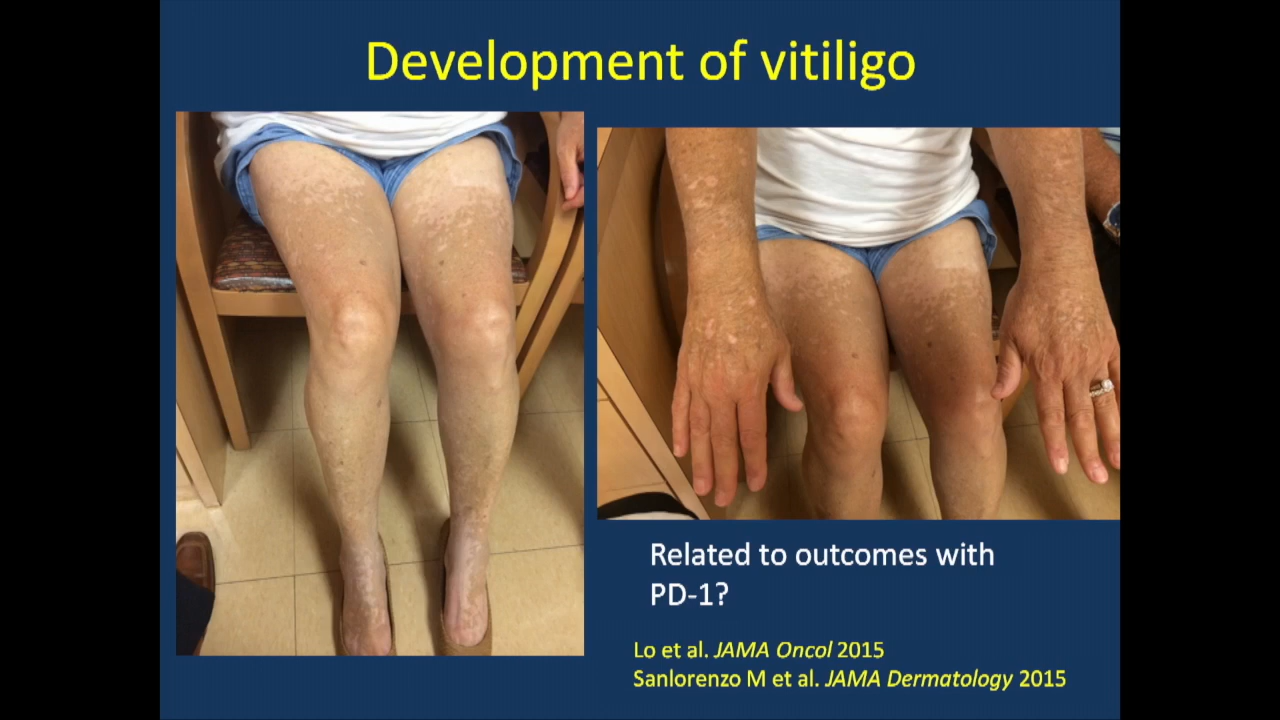 Development of vitiligo
Related to outcomes with
PD-1?
Lo et al. JAMA Oncol 2015
Sanlorenzo M et al. JAMA Dermatology 2015